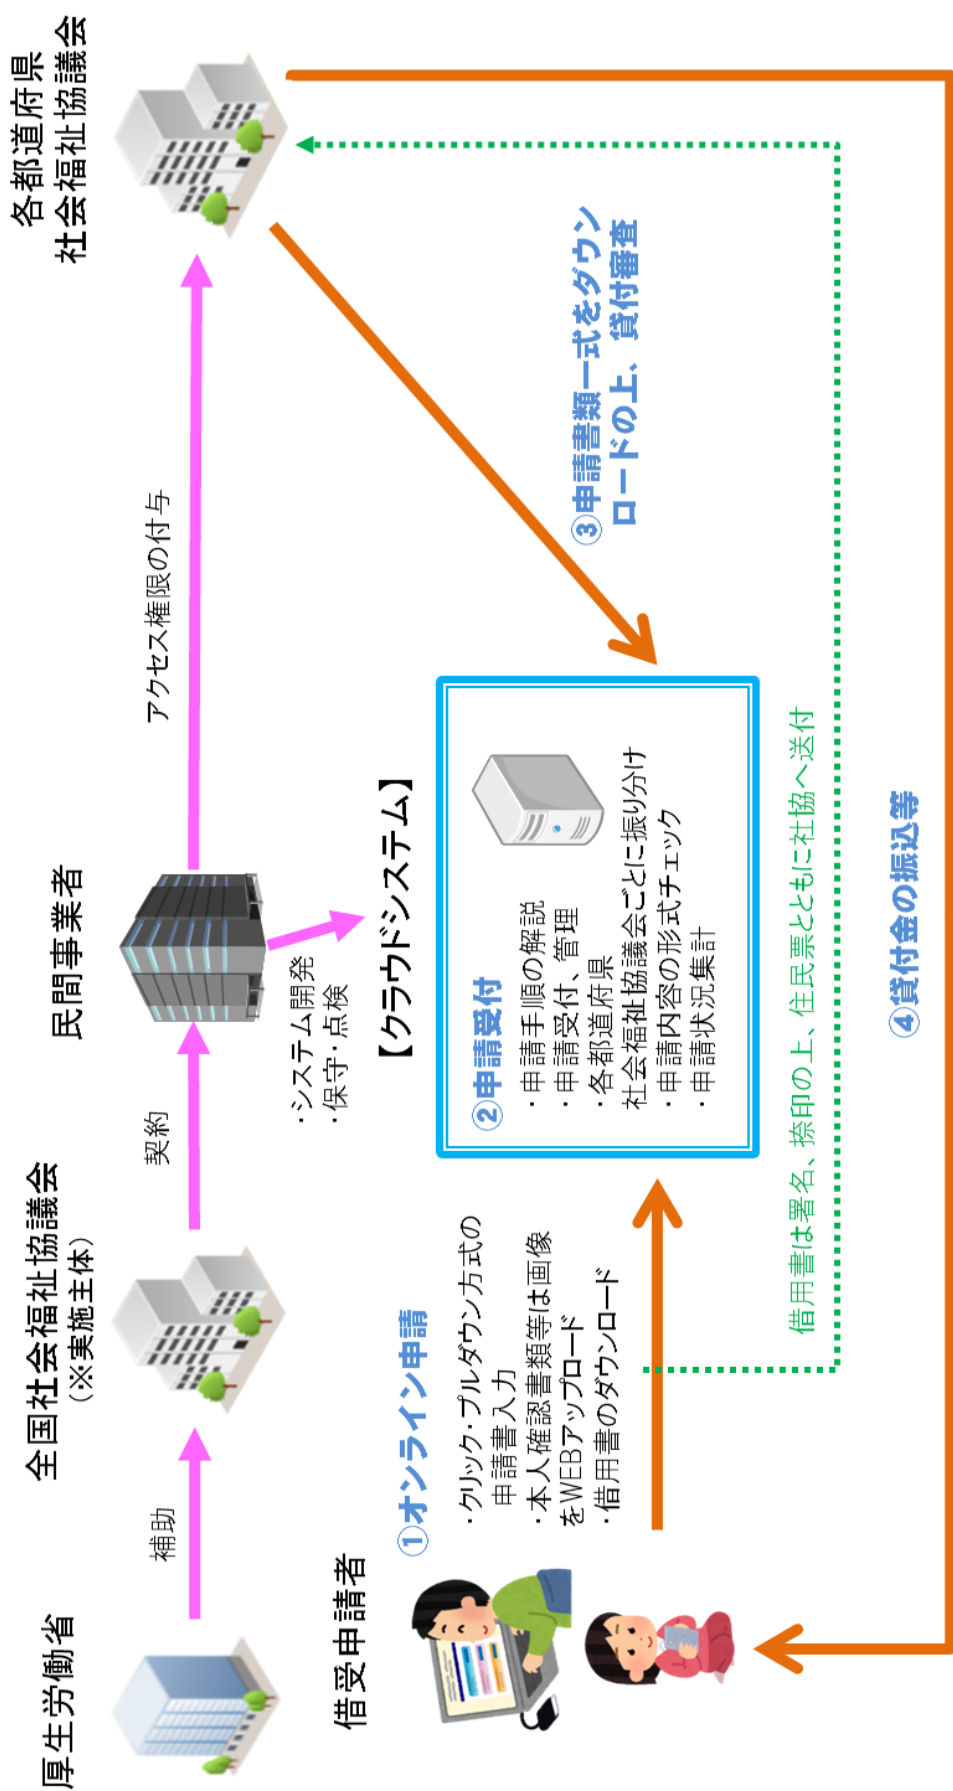 厚生労働省
補助
全国社会福祉協議会
（※実施主体）
契約
民間事業者
アクセス権限の付与
各都道府県
社会福祉協議会
・システム開発
・保守・点検
【クラウドシステム】
借受申請者
①オンライン申請
・クリック・プルダウン方式の
申請書入力
・本人確認書類等は画像
をWEBアップロード
・借用書のダウンロード
②申請受付
・申請手順の解説
・申請受付、管理
・各都道府県
社会福祉協議会ごとに振り分け
・申請内容の形式チェック
・申請状況集計
③申請書類一式をダウン
ロードの上、貸付審査
借用書は署名、捺印の上、住民票とともに社協へ送付
④貸付金の振込等